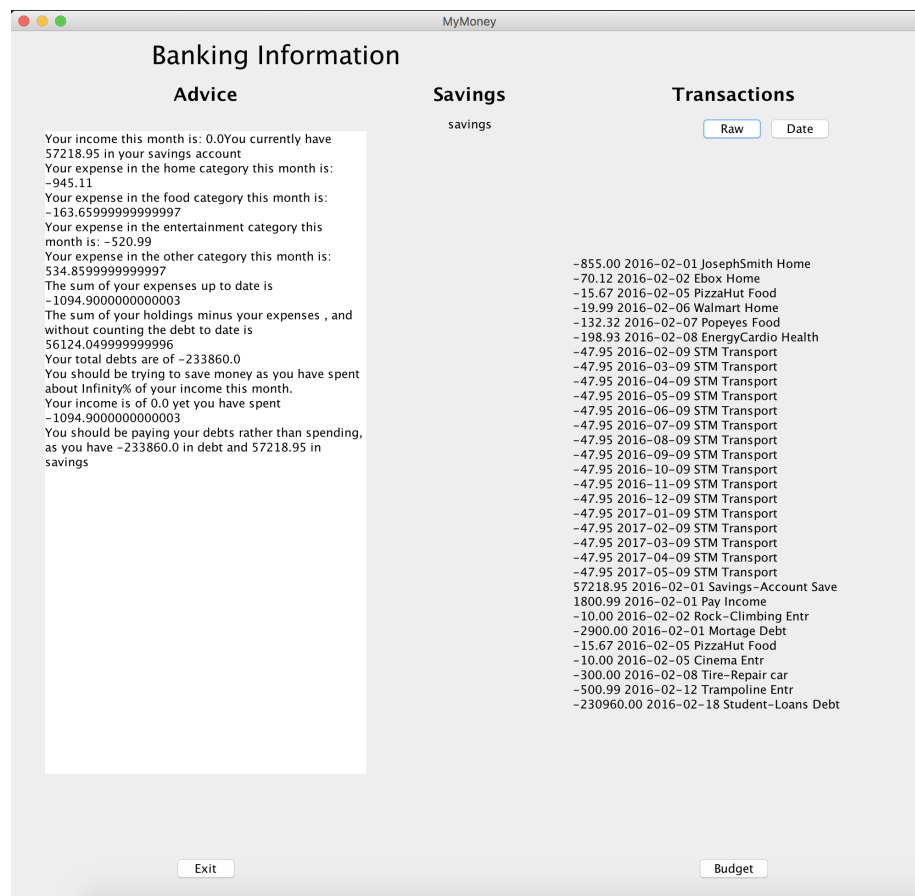 MyMoney
Banking Information
Advice
Your income this month is: 0.0You currently have
57218.95 in your savings account
Your expense in the home category this month is:
-945.11
Your expense in the food category this month is:
-163.65999999999997
Your expense in the entertainment category this
month is: -520.99
Your expense in the other category this month is:
534.8599999999997
The sum of your expenses up to date is
-1094.9000000000003
The sum of your holdings minus your expenses , and
without counting the debt to date is
56124.049999999996
Your total debts are of -233860.0
You should be trying to save money as you have spent
about Infinity% of your income this month.
Your income is of 0.0 yet you have spent
-1094.9000000000003
You should be paying your debts rather than spending,
as you have -233860.0 in debt and 57218.95 in
savings
Exit
Savings
savings
Transactions
Raw Date
-855.00 2016-02-01 JosephSmith Home
-70.12 2016-02-02 Ebox Home
-15.67 2016-02-05 PizzaHut Food
-19.99 2016-02-06 Walmart Home
-132.32 2016-02-07 Popeyes Food
-198.93 2016-02-08 EnergyCardio Health
-47.95 2016-02-09 STM Transport
-47.95 2016-03-09 STM Transport
-47.95 2016-04-09 STM Transport
-47.95 2016-05-09 STM Transport
-47.95 2016-06-09 STM Transport
-47.95 2016-07-09 STM Transport
-47.95 2016-08-09 STM Transport
-47.95 2016-09-09 STM Transport
-47.95 2016-10-09 STM Transport
-47.95 2016-11-09 STM Transport
-47.95 2016-12-09 STM Transport
-47.95 2017-01-09 STM Transport
-47.95 2017-02-09 STM Transport
-47.95 2017-03-09 STM Transport
-47.95 2017-04-09 STM Transport
-47.95 2017-05-09 STM Transport
57218.95 2016-02-01 Savings-Account Save
1800.99 2016-02-01 Pay Income
-10.00 2016-02-02 Rock-Climbing Entr
-2900.00 2016-02-01 Mortage Debt
-15.67 2016-02-05 PizzaHut Food
-10.00 2016-02-05 Cinema Entr
-300.00 2016-02-08 Tire-Repair car
-500.99 2016-02-12 Trampoline Entr
-230960.00 2016-02-18 Student-Loans Debt
Budget